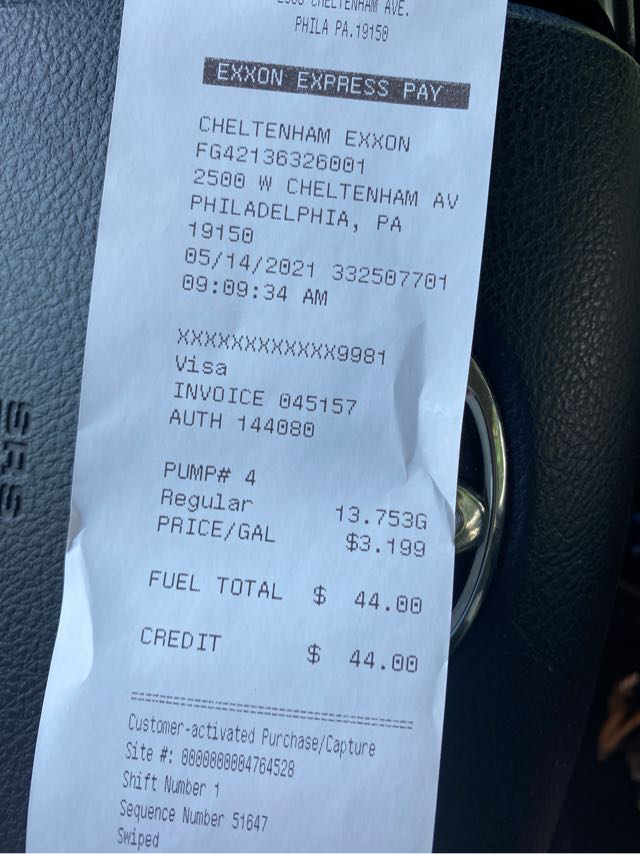 2500 CHELTENHAM AVE.
PHILA PA.19150
EXXON EXPRESS PAY
CHELTENHAM EXXON
FG42136326001
2500 W CHELTENHAM AV
PHILADELPHIA, PA
19150
05/14/2021 332507701
09:09:34 AM
XXXXXXXXXXXX9981
Visa
INVOICE 045157
AUTH 144080
PUMP# 4
Regular 13.753G
PRICE/GAL $3.199
FUEL TOTAL $ 44.00
CREDIT $ 44.00
Customer-activated Purchase/Capture
Site #: 0000000004764528
Shift Number 1
Sequence Number 51647
Swiped
SRS